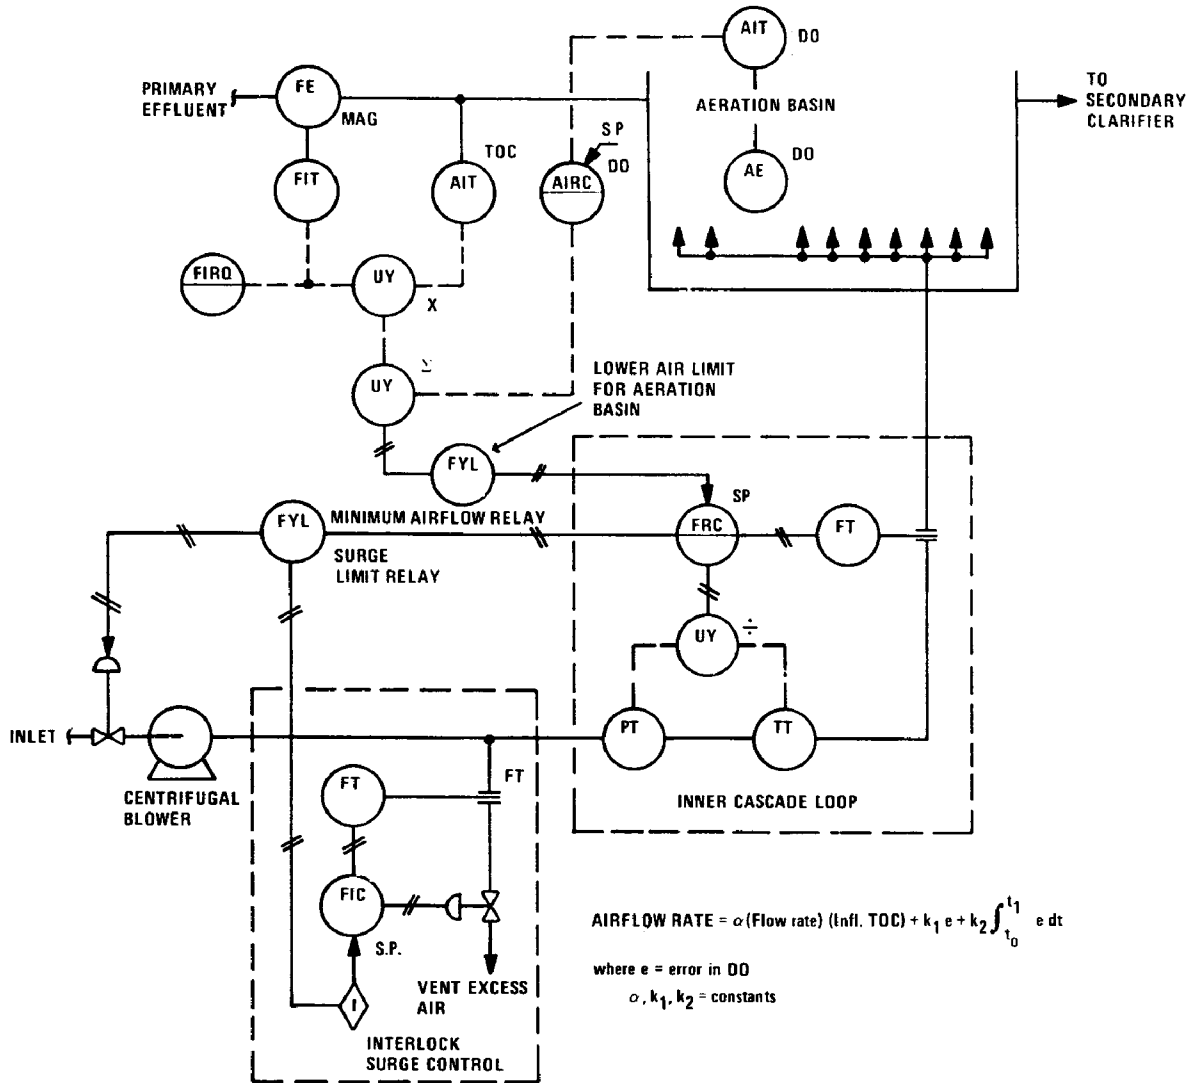 AIT
DO
PRIMARY
EFFLUENT
FE
MAG
AERATION BASIN
TO
SECONDARY
CLARIFIER
S P
DO
TOC
FIT
AIT
AIRC
AE
DO
FIRQ
UY
X
UY
Σ
LOWER AIR LIMIT
FOR AERATION
BASIN
FYL
SP
FYL
MINIMUM AIRFLOW RELAY
SURGE
LIMIT RELAY
FRC
FT
UY
÷
INLET
PT
TT
CENTRIFUGAL
BLOWER
FT
FT
INNER CASCADE LOOP
FIC
S.P.
VENT EXCESS
AIR
I
INTERLOCK
SURGE CONTROL
AIRFLOW RATE = α (Flow rate) (Infl. TOC) + k₁ e + k₂ ∫ t₀ t₁ e dt
where e = error in DO
α, k₁, k₂ = constants